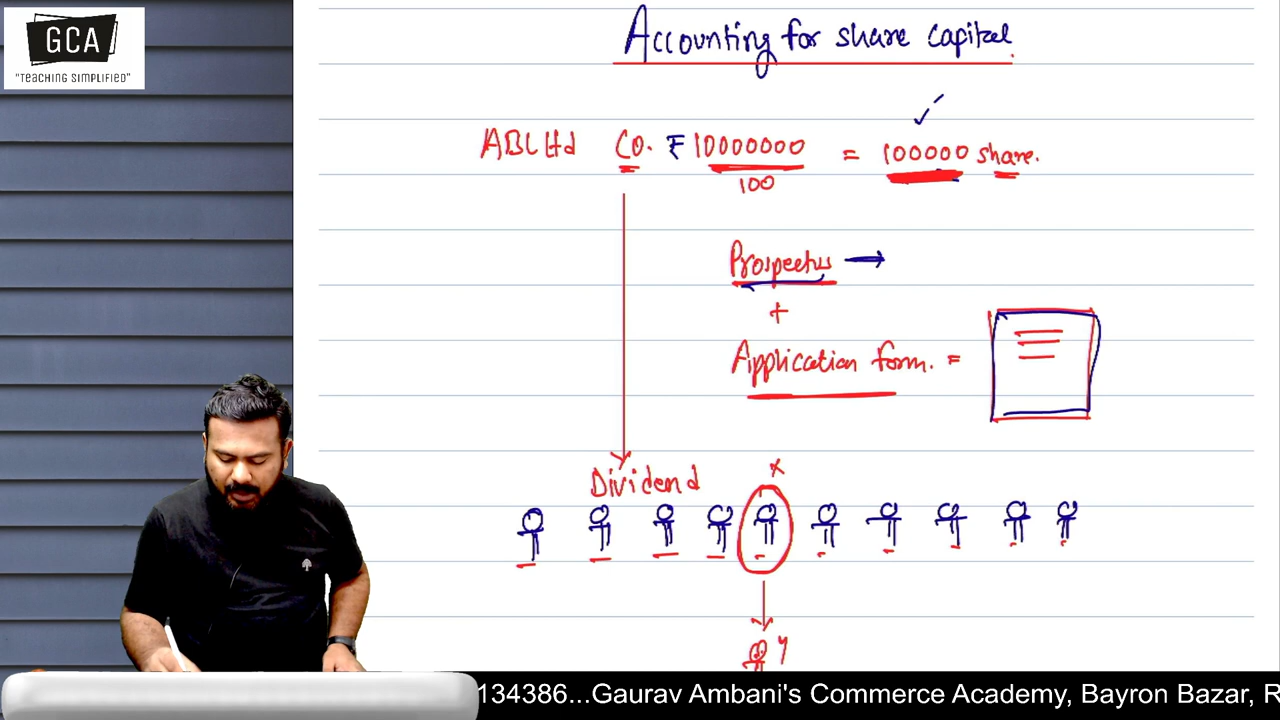 GCA
"TEACHING SIMPLIFIED"
Accounting for share capital
ABC Ltd Co. ₹ 10000000 / 100 = 100000 share.
Prospectus →
+
Application form. =
Dividend
x
y
134386...Gaurav Ambani's Commerce Academy, Bayron Bazar, R